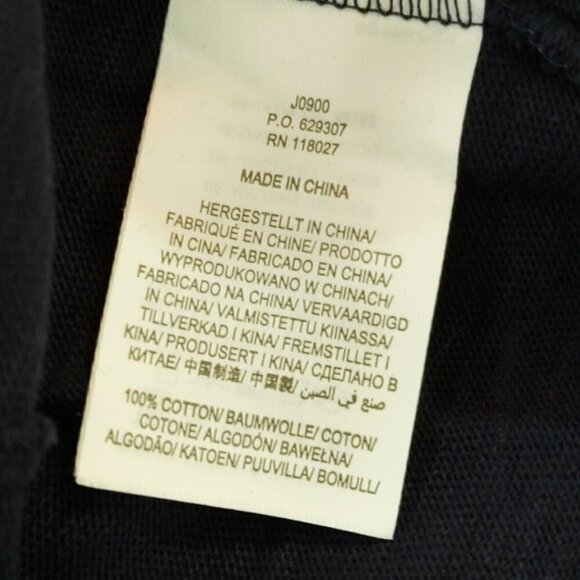 J0900
P.O. 629307
RN 118027
MADE IN CHINA
HERGESTELLT IN CHINA/
FABRIQUÉ EN CHINE/ PRODOTTO
IN CINA/ FABRICADO EN CHINA/
WYPRODUKOWANO W CHINACH/
FABRICADO NA CHINA/ VERVAARDIGD
IN CHINA/ VALMISTETTU KIINASSA/
TILLVERKAD I KINA/ FREMSTILLET I
KINA/ PRODUSERT I KINA/ СДЕЛАНО В
КИТАЕ/ 中国制造/ 中国製/ صنع في الصين
100% COTTON/ BAUMWOLLE/ COTON/
COTONE/ ALGODÓN/ BAWEŁNA/
ALGODÃO/ KATOEN/ PUUVILLA/ BOMULL/